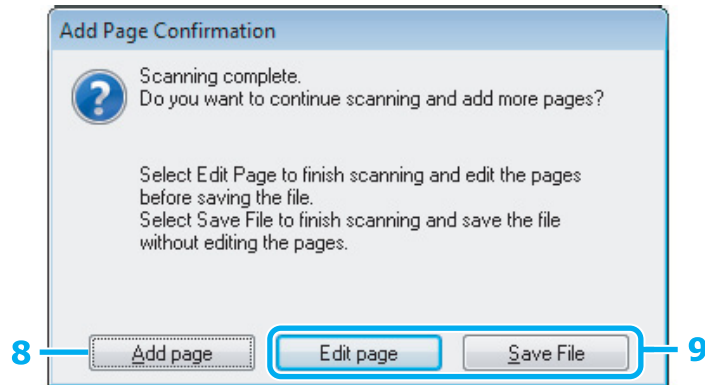 Add Page Confirmation
Scanning complete.
Do you want to continue scanning and add more pages?
Select Edit Page to finish scanning and edit the pages
before saving the file.
Select Save File to finish scanning and save the file
without editing the pages.
8 Add page Edit page Save File 9